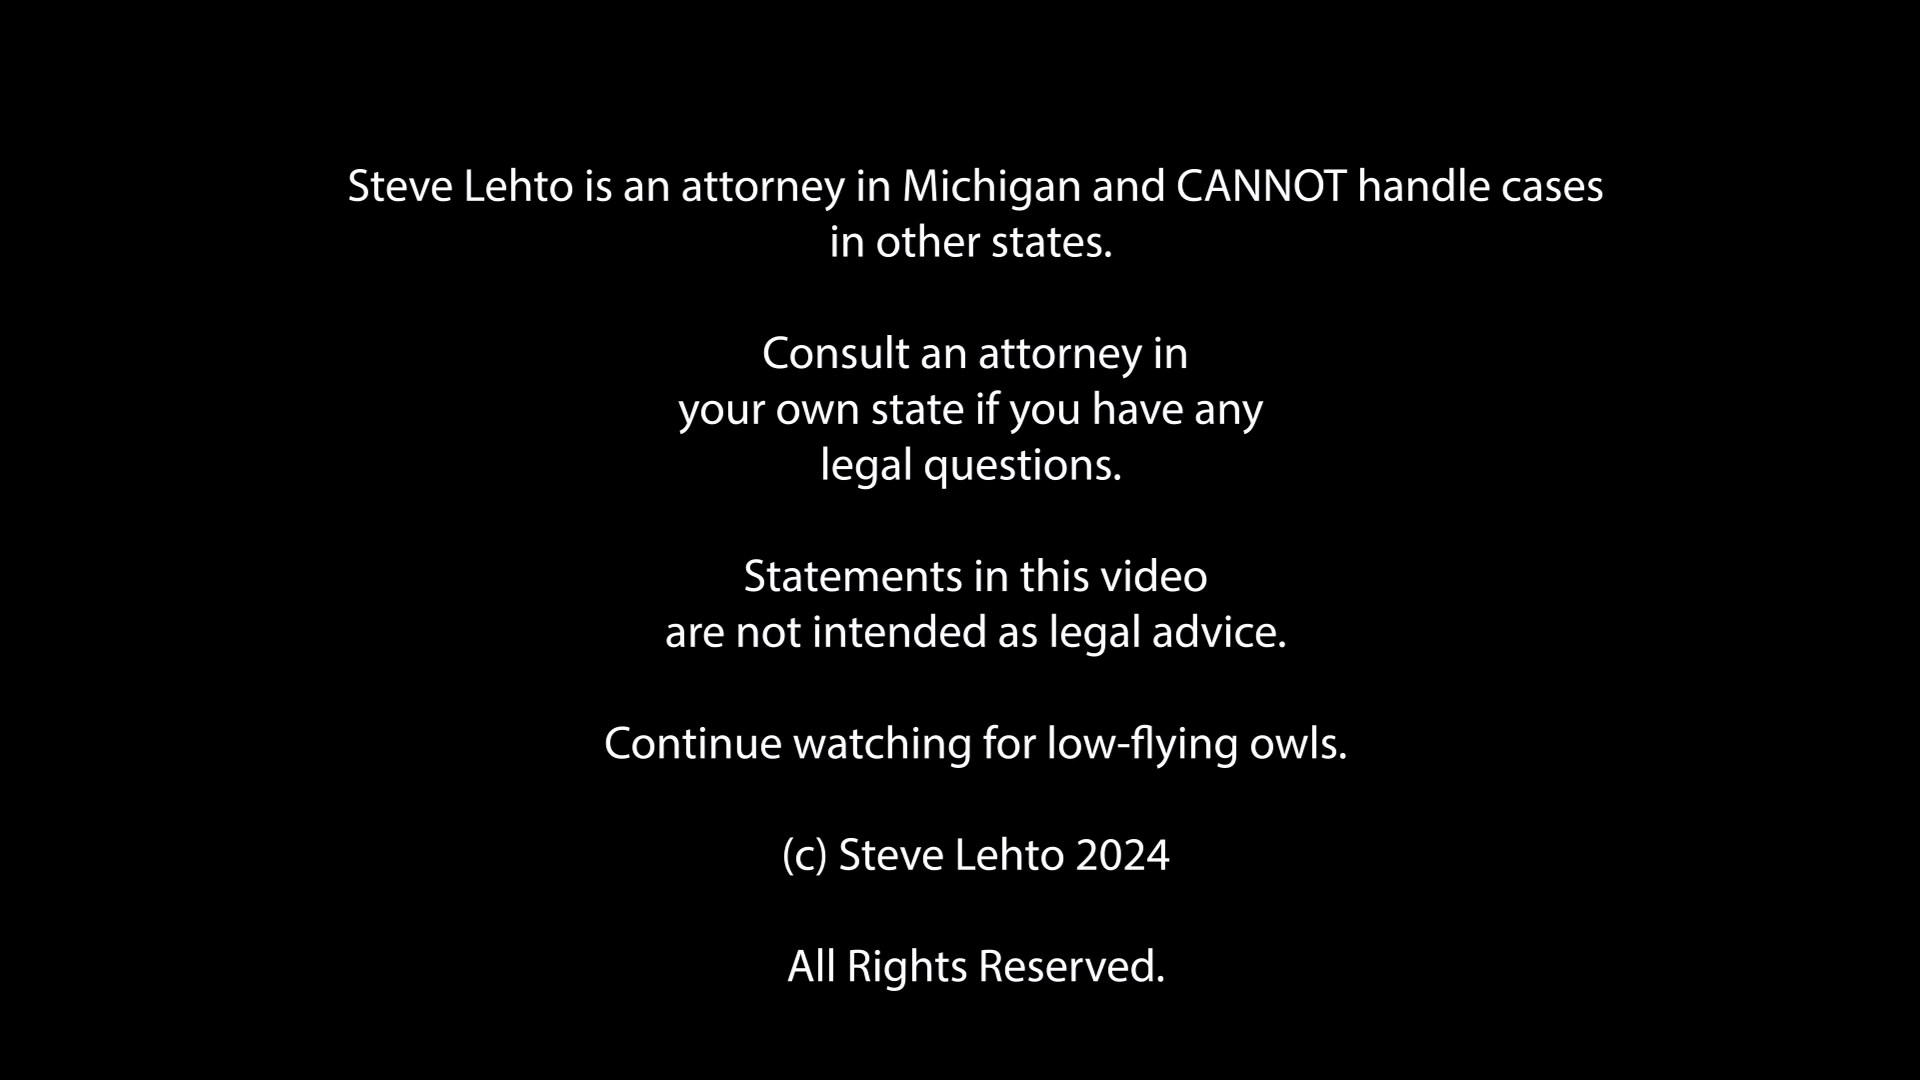 Steve Lehto is an attorney in Michigan and CANNOT handle cases
in other states.
Consult an attorney in
your own state if you have any
legal questions.
Statements in this video
are not intended as legal advice.
Continue watching for low-flying owls.
(c) Steve Lehto 2024
All Rights Reserved.